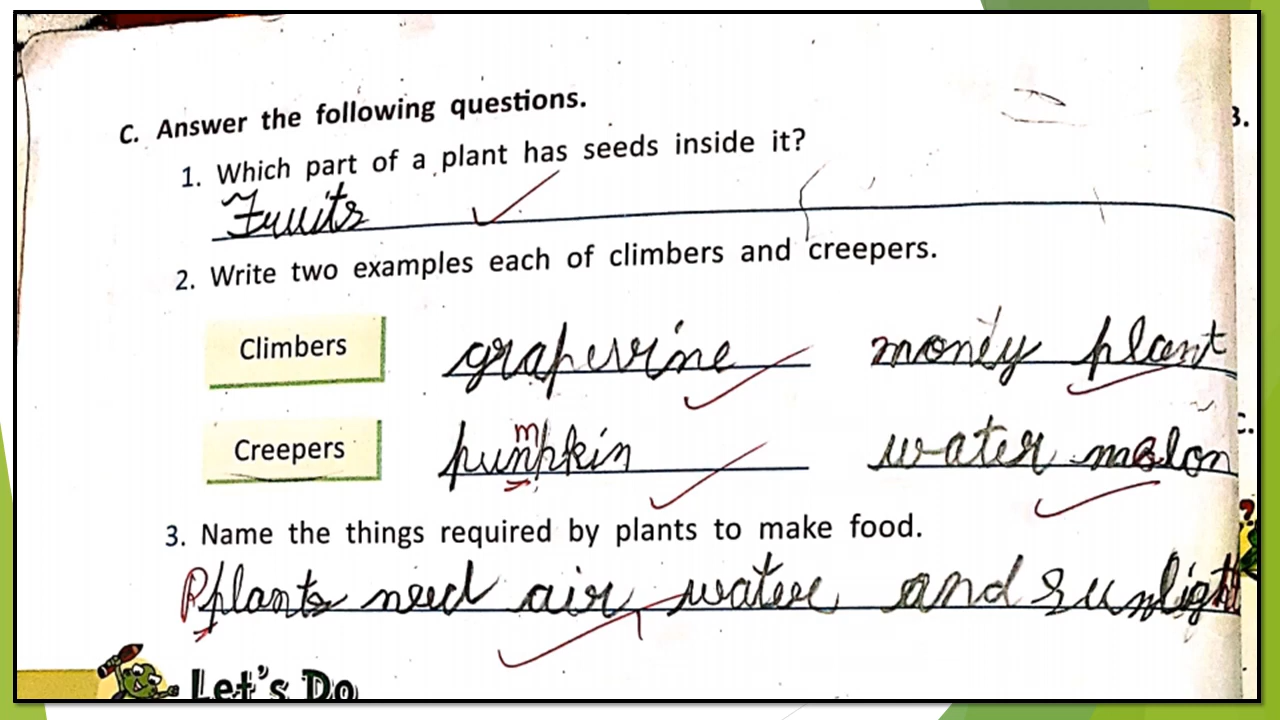 C. Answer the following questions.
1. Which part of a plant has seeds inside it?
Fruits
2. Write two examples each of climbers and creepers.
Climbers grapevine money plant
m
Creepers punpkin water melon
3. Name the things required by plants to make food.
P plants need air, water and sunlight
Let's Do
B.
C.
?